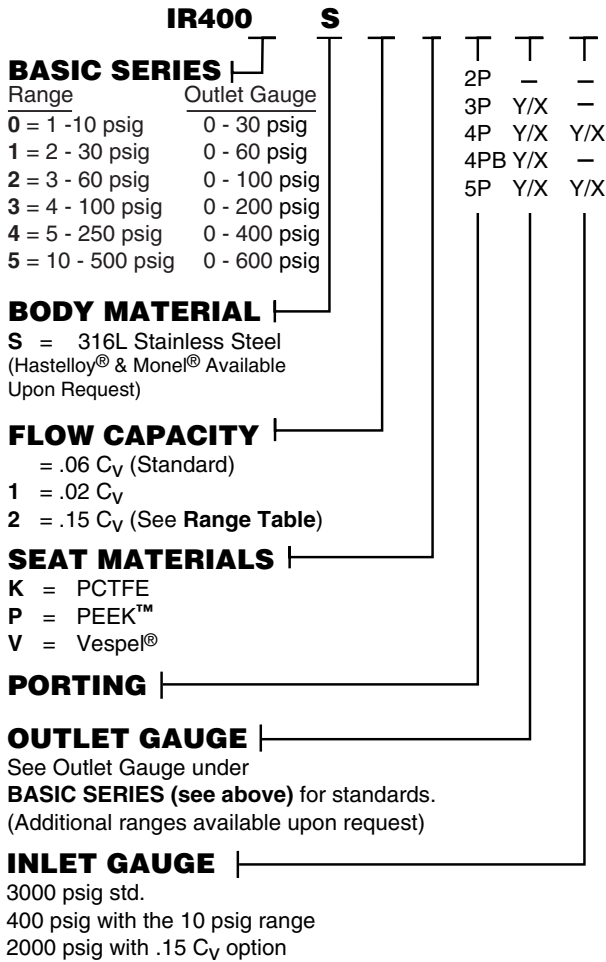 IR400 S
BASIC SERIES
Range Outlet Gauge
0 = 1 -10 psig 0 - 30 psig
1 = 2 - 30 psig 0 - 60 psig
2 = 3 - 60 psig 0 - 100 psig
3 = 4 - 100 psig 0 - 200 psig
4 = 5 - 250 psig 0 - 400 psig
5 = 10 - 500 psig 0 - 600 psig
2P – –
3P Y/X –
4P Y/X Y/X
4PB Y/X –
5P Y/X Y/X
BODY MATERIAL
S = 316L Stainless Steel
(Hastelloy® & Monel® Available
Upon Request)
FLOW CAPACITY
= .06 CV (Standard)
1 = .02 CV
2 = .15 CV (See Range Table)
SEAT MATERIALS
K = PCTFE
P = PEEK™
V = Vespel®
PORTING
OUTLET GAUGE
See Outlet Gauge under
BASIC SERIES (see above) for standards.
(Additional ranges available upon request)
INLET GAUGE
3000 psig std.
400 psig with the 10 psig range
2000 psig with .15 CV option